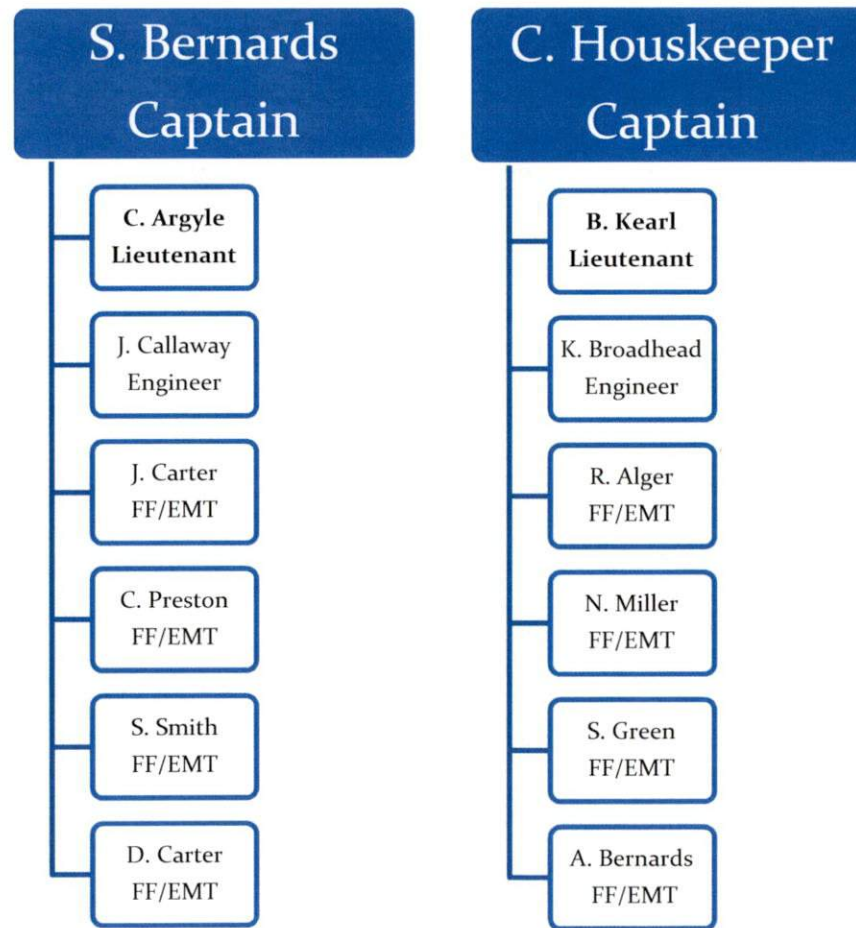 S. Bernards
Captain
C. Argyle
Lieutenant
J. Callaway
Engineer
J. Carter
FF/EMT
C. Preston
FF/EMT
S. Smith
FF/EMT
D. Carter
FF/EMT
C. Houskeeper
Captain
B. Kearl
Lieutenant
K. Broadhead
Engineer
R. Alger
FF/EMT
N. Miller
FF/EMT
S. Green
FF/EMT
A. Bernards
FF/EMT